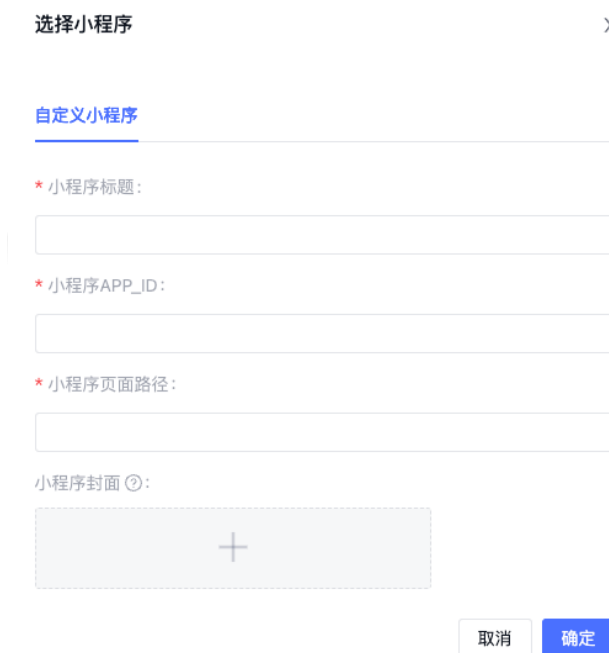 选择小程序
自定义小程序
* 小程序标题:
* 小程序APP_ID:
* 小程序页面路径:
小程序封面?:
取消 确定